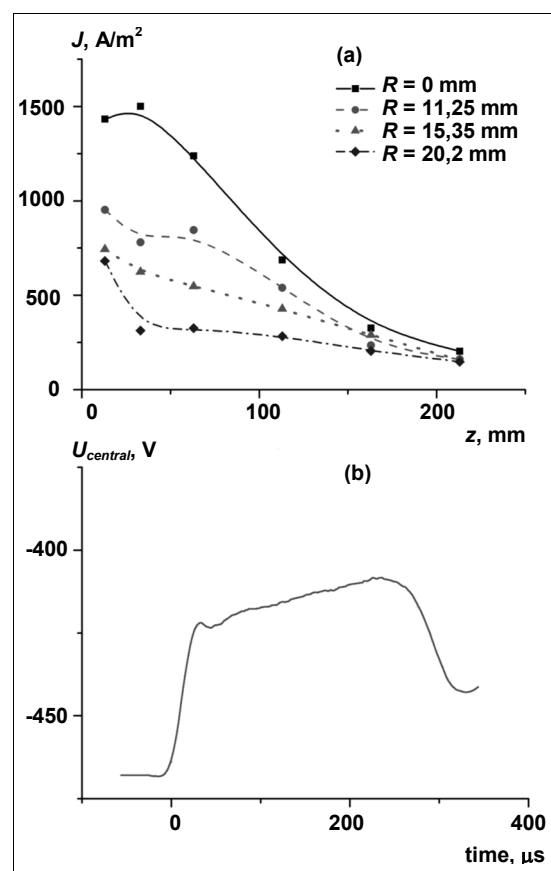 J, A/m²
(a)
R = 0 mm
R = 11,25 mm
R = 15,35 mm
R = 20,2 mm
1500
1000
500
0
0
100
200
z, mm
U_central, V
(b)
-400
-450
0
200
400
time, μs